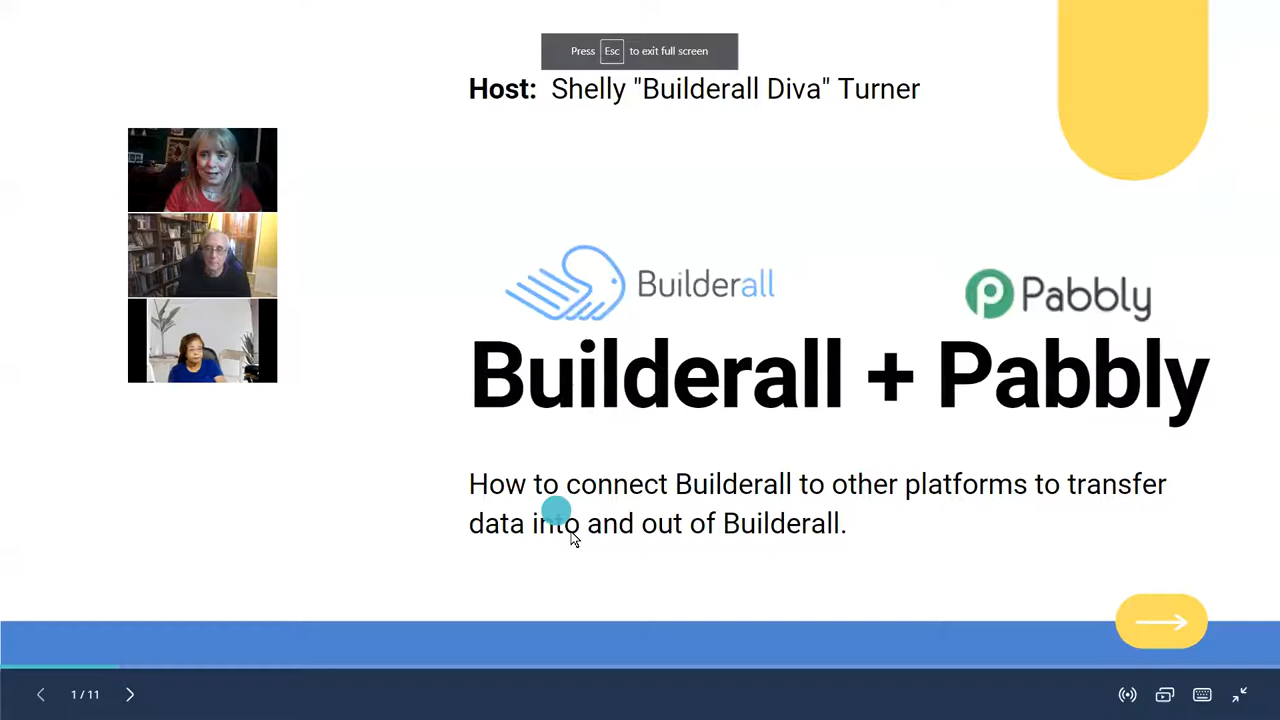 Press Esc to exit full screen
Host: Shelly "Builderall Diva" Turner
Builderall
Pabbly
Builderall + Pabbly
How to connect Builderall to other platforms to transfer
data into and out of Builderall.
1 / 11